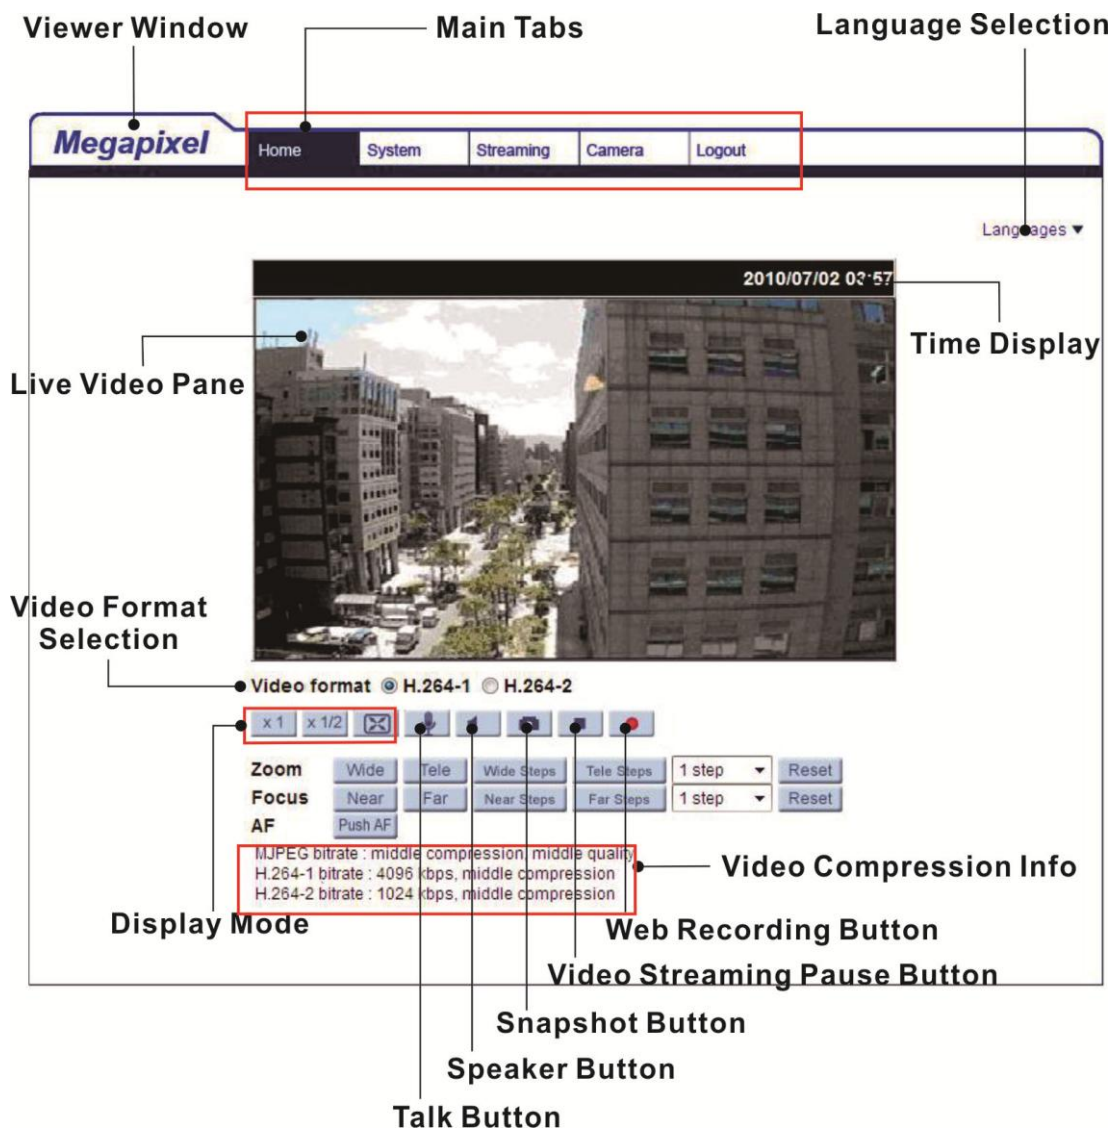 Viewer Window
Main Tabs
Language Selection
Megapixel
Home
System
Streaming
Camera
Logout
Languages
2010/07/02 03:57
Time Display
Live Video Pane
Video Format
Selection
Video format H.264-1 H.264-2
x 1 x 1/2
Zoom Wide Tele Wide Steps Tele Steps 1 step Reset
Focus Near Far Near Steps Far Steps 1 step Reset
AF Push AF
MJPEG bitrate : middle compression, middle quality
H.264-1 bitrate : 4096 kbps, middle compression
H.264-2 bitrate : 1024 kbps, middle compression
Video Compression Info
Display Mode
Web Recording Button
Video Streaming Pause Button
Snapshot Button
Speaker Button
Talk Button